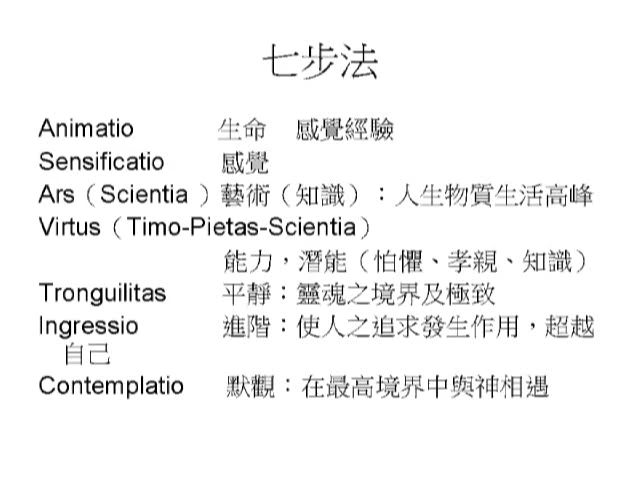 七步法
Animatio 生命 感覺經驗
Sensificatio 感覺
Ars（Scientia ）藝術（知識）：人生物質生活高峰
Virtus（Timo-Pietas-Scientia）
能力，潛能（怕懼、孝親、知識）
Tronguilitas 平靜：靈魂之境界及極致
Ingressio 進階：使人之追求發生作用，超越
自己
Contemplatio 默觀：在最高境界中與神相遇